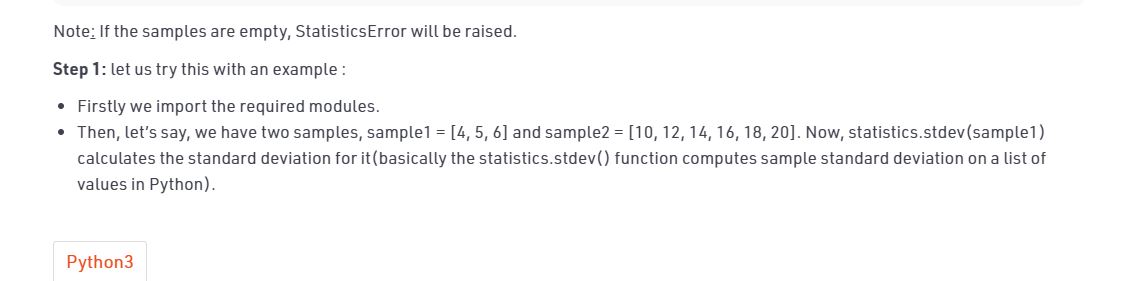 Note: If the samples are empty, StatisticsError will be raised.
Step 1: let us try this with an example :
• Firstly we import the required modules.
• Then, let's say, we have two samples, sample1 = [4, 5, 6] and sample2 = [10, 12, 14, 16, 18, 20]. Now, statistics.stdev(sample1)
calculates the standard deviation for it(basically the statistics.stdev() function computes sample standard deviation on a list of
values in Python).
Python3